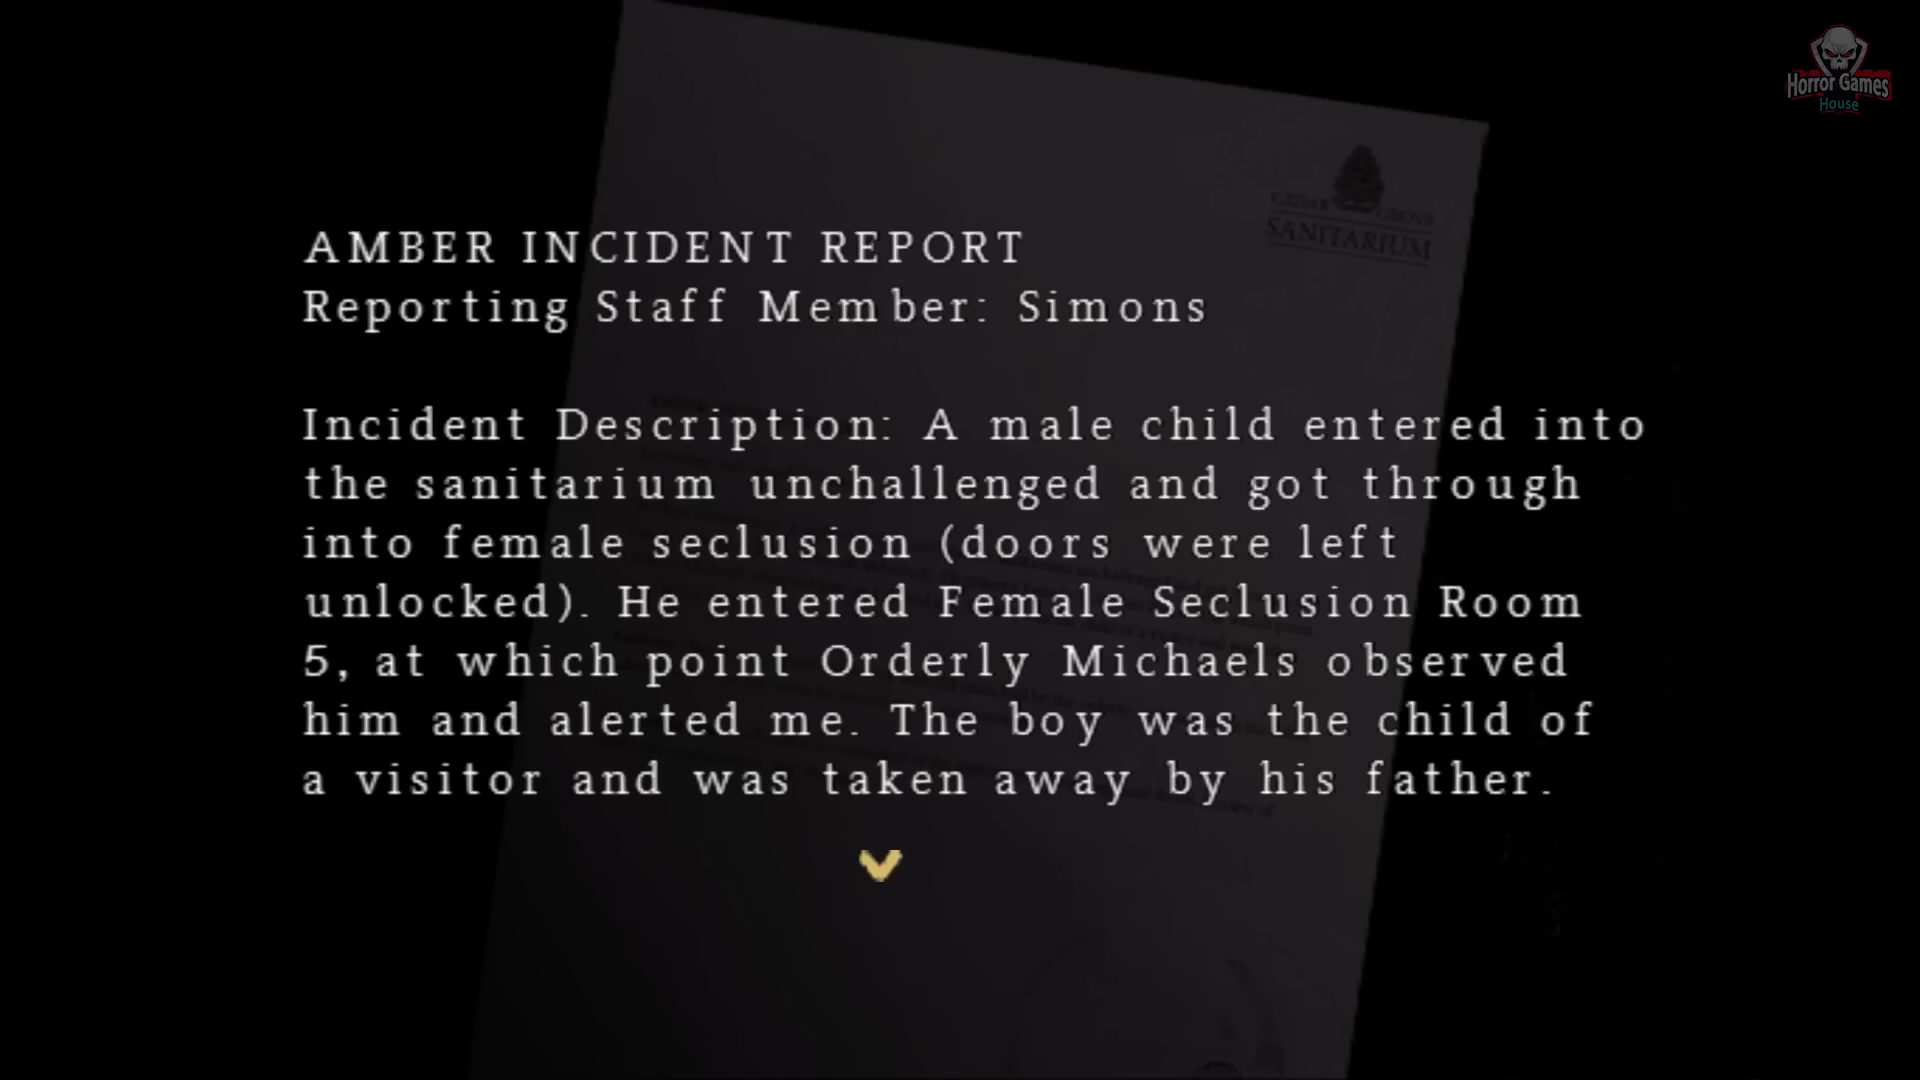 Horror Games
House
CEDAR GROVE
SANITARIUM
AMBER INCIDENT REPORT
Reporting Staff Member: Simons
Incident Description: A male child entered into
the sanitarium unchallenged and got through
into female seclusion (doors were left
unlocked). He entered Female Seclusion Room
5, at which point Orderly Michaels observed
him and alerted me. The boy was the child of
a visitor and was taken away by his father.